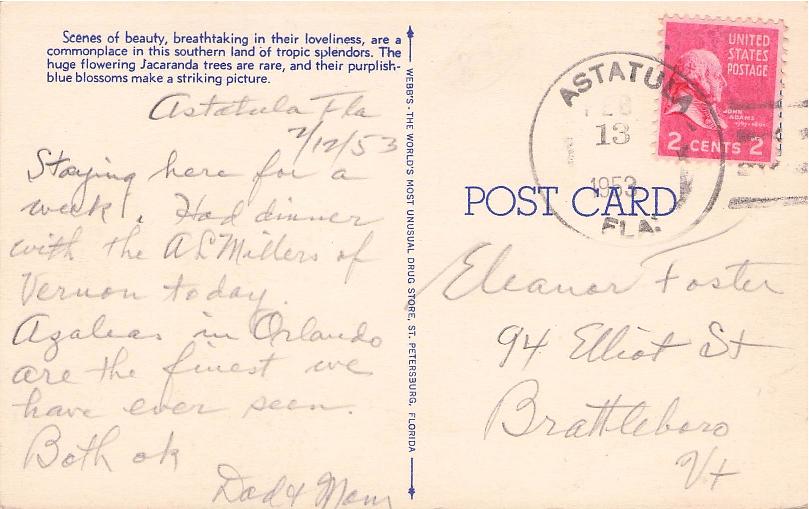 Scenes of beauty, breathtaking in their loveliness, are a
commonplace in this southern land of tropic splendors. The
huge flowering Jacaranda trees are rare, and their purplish-
blue blossoms make a striking picture.
Astatula Fla
2/12/53
Staying here for a
week. Had dinner
with the AL Millers of
Vernon today.
Azaleas in Orlando
are the finest we
have ever seen.
Both ok
Dad & Mom
WEBB'S - THE WORLD'S MOST UNUSUAL DRUG STORE, ST. PETERSBURG, FLORIDA
ASTATULA
FEB
13
1953
FLA.
UNITED
STATES
POSTAGE
JOHN
ADAMS
2 CENTS 2
POST CARD
Eleanor Foster
94 Elliot St
Brattleboro
Vt